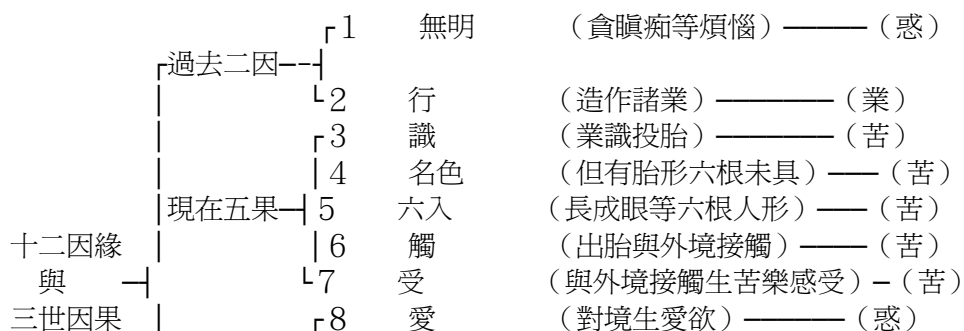 ┌1 無明 （貪瞋痴等煩惱）─────（惑）
┌過去二因--┤
│ └2 行 （造作諸業）───────（業）
│ ┌3 識 （業識投胎）───────（苦）
│ │4 名色 （但有胎形六根未具）───（苦）
│現在五果─┤5 六入 （長成眼等六根人形）───（苦）
十二因緣 │ │6 觸 （出胎與外境接觸）────（苦）
與 ─┤ └7 受 （與外境接觸生苦樂感受）─（苦）
三世因果 │ ┌8 愛 （對境生愛欲）──────（惑）